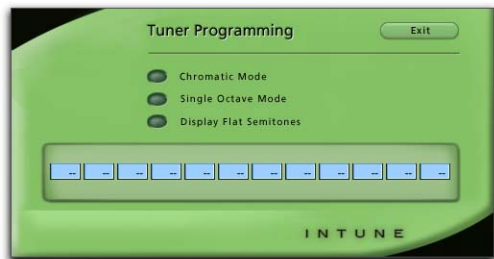 Tuner Programming
Exit
Chromatic Mode
Single Octave Mode
Display Flat Semitones
-- -- -- -- -- -- -- -- -- -- -- --
INTUNE